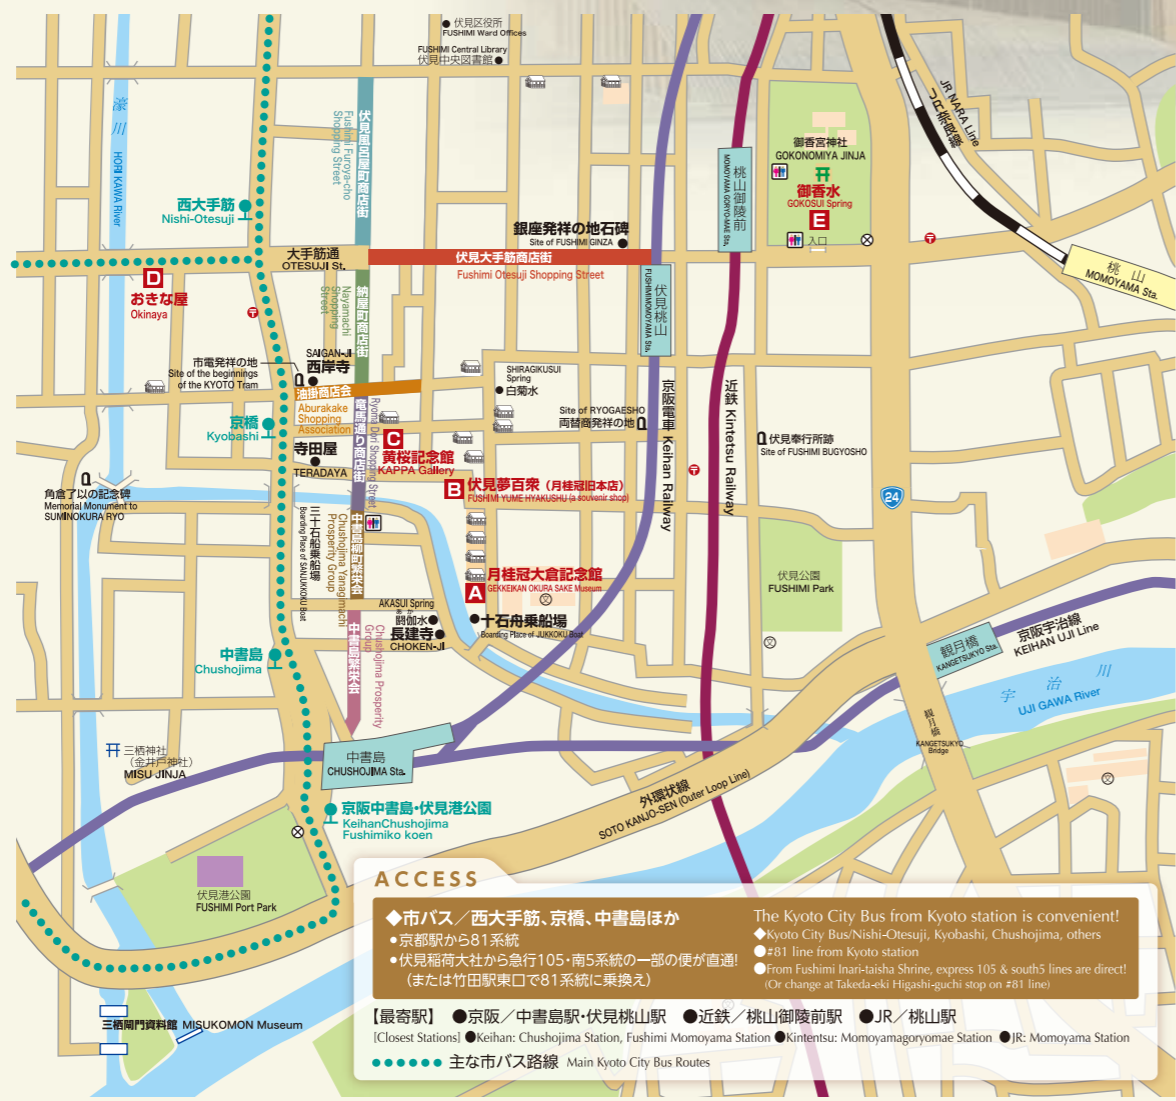 伏見区役所
FUSHIMI Ward Offices
FUSHIMI Central Library
伏見中央図書館
濠川
HORI KAWA River
伏見風呂屋町商店街
Fushimi Furoya-cho
Shopping Street
JR NARA Line
JR奈良線
御香宮神社
GOKONOMIYA JINJA
御香水
GOKOSUI Spring
E
入口
桃山御陵前
MOMOYAMA GORYO-MAE Sta.
西大手筋
Nishi-Otesuji
銀座発祥の地石碑
Site of FUSHIMI GINZA
大手筋通
OTESUJI St.
伏見大手筋商店街
Fushimi Otesuji Shopping Street
桃山
MOMOYAMA Sta.
D
おきな屋
Okinaya
納屋町商店街
Nayamachi
Shopping
Street
伏見桃山
FUSHIMIMOMOYAMA Sta.
市電発祥の地
Site of the beginnings
of the KYOTO Tram
SAIGAN-JI
西岸寺
油掛商店会
Aburakake
Shopping
Association
SHIRAGIKUSUI
Spring
白菊水
Site of RYOGAESHO
両替商発祥の地
京阪電車 Keihan Railway
近鉄 Kintetsu Railway
伏見奉行所跡
Site of FUSHIMI BUGYOSHO
京橋
Kyobashi
竜馬通り商店街
Ryoma Dori Shopping Street
C
黄桜記念館
KAPPA Gallery
寺田屋
TERADAYA
B
伏見夢百衆（月桂冠旧本店）
FUSHIMI YUME HYAKUSHU (a souvenir shop)
24
角倉了以の記念碑
Memorial Monument to
SUMINOKURA RYO
三十石船乗船場
Boarding Place of SANJUKKOKU Boat
中書島柳町繁栄会
Chushojima Yanagimachi
Prosperity Group
月桂冠大倉記念館
GEKKEIKAN OKURA SAKE Museum
A
文
伏見公園
FUSHIMI Park
文
AKASUI Spring
あか
閼伽水
長建寺
CHOKEN-JI
十石舟乗船場
Boarding Place of JUKKOKU Boat
中書島繁栄会
Chushojima Prosperity
Group
中書島
Chushojima
観月橋
KANGETSUKYO Sta.
京阪宇治線
KEIHAN UJI Line
宇治川
UJI GAWA River
観月橋
KANGETSUKYO
Bridge
三栖神社
（金井戸神社）
MISU JINJA
中書島
CHUSHOJIMA Sta.
外環状線
SOTO KANJO-SEN (Outer Loop Line)
文
京阪中書島・伏見港公園
KeihanChushojima
Fushimiko koen
伏見港公園
FUSHIMI Port Park
三栖閘門資料館 MISUKOMON Museum
ACCESS
◆市バス／西大手筋、京橋、中書島ほか
●京都駅から81系統
●伏見稲荷大社から急行105・南5系統の一部の便が直通!
（または竹田駅東口で81系統に乗換え）
The Kyoto City Bus from Kyoto station is convenient!
◆Kyoto City Bus/Nishi-Otesuji, Kyobashi, Chushojima, others
●#81 line from Kyoto station
●From Fushimi Inari-taisha Shrine, express 105 & south5 lines are direct!
(Or change at Takeda-eki Higashi-guchi stop on #81 line)
【最寄駅】 ●京阪／中書島駅・伏見桃山駅 ●近鉄／桃山御陵前駅 ●JR／桃山駅
[Closest Stations] ●Keihan: Chushojima Station, Fushimi Momoyama Station ●Kintentsu: Momoyamagoryomae Station ●JR: Momoyama Station
主な市バス路線 Main Kyoto City Bus Routes